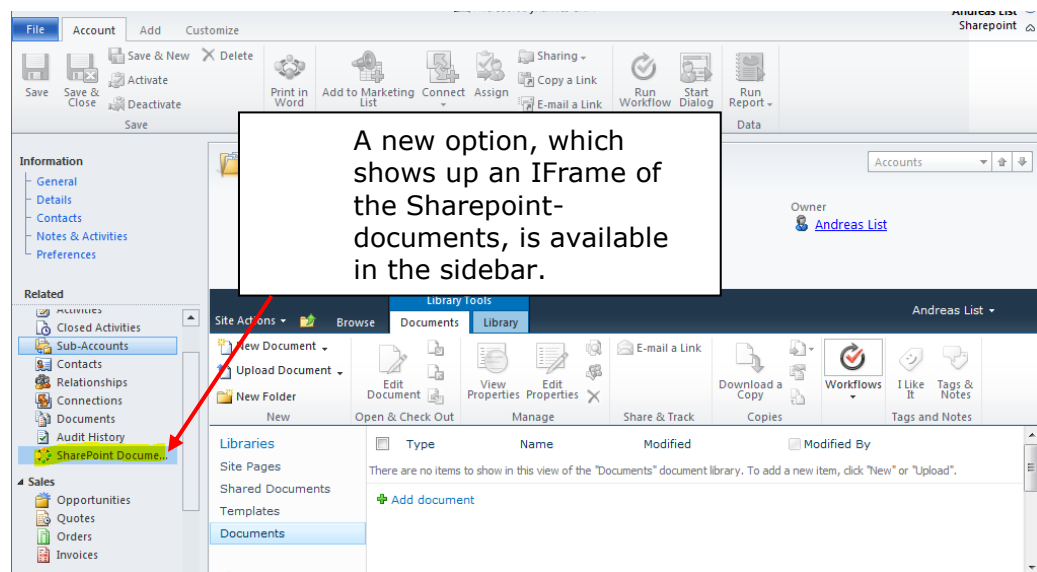 Andreas List
File Account Add Customize
Sharepoint
Save
Save & Close
Save & New
Activate
Deactivate
Delete
Print in Word
Add to Marketing List
Connect
Assign
Sharing
Copy a Link
E-mail a Link
Run Workflow
Start Dialog
Run Report
Save
Data
A new option, which
shows up an IFrame of
the Sharepoint-
documents, is available
in the sidebar.
Information
General
Details
Contacts
Notes & Activities
Preferences
Accounts
Owner
Andreas List
Related
Activities
Closed Activities
Sub-Accounts
Contacts
Relationships
Connections
Documents
Audit History
SharePoint Docume...
Sales
Opportunities
Quotes
Orders
Invoices
Library Tools
Andreas List
Site Actions Browse Documents Library
New Document
Upload Document
New Folder
New
Edit Document
Open & Check Out
View Properties
Edit Properties
Manage
E-mail a Link
Share & Track
Download a Copy
Copies
Workflows
I Like It
Tags & Notes
Tags and Notes
Libraries
Site Pages
Shared Documents
Templates
Documents
Type Name Modified Modified By
There are no items to show in this view of the "Documents" document library. To add a new item, click "New" or "Upload".
Add document